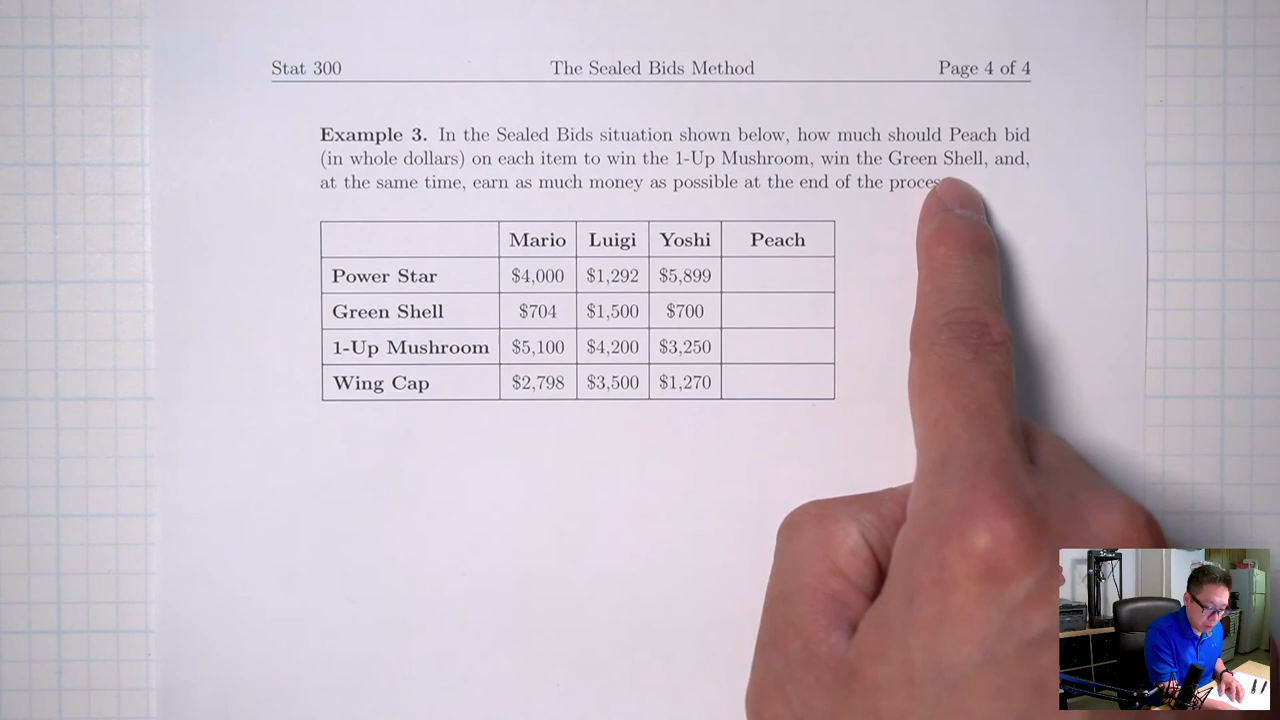 Stat 300 The Sealed Bids Method Page 4 of 4
Example 3. In the Sealed Bids situation shown below, how much should Peach bid
(in whole dollars) on each item to win the 1-Up Mushroom, win the Green Shell, and,
at the same time, earn as much money as possible at the end of the
Mario Luigi Yoshi Peach
Power Star $4,000 $1,292 $5,899
Green Shell $704 $1,500 $700
1-Up Mushroom $5,100 $4,200 $3,250
Wing Cap $2,798 $3,500 $1,270